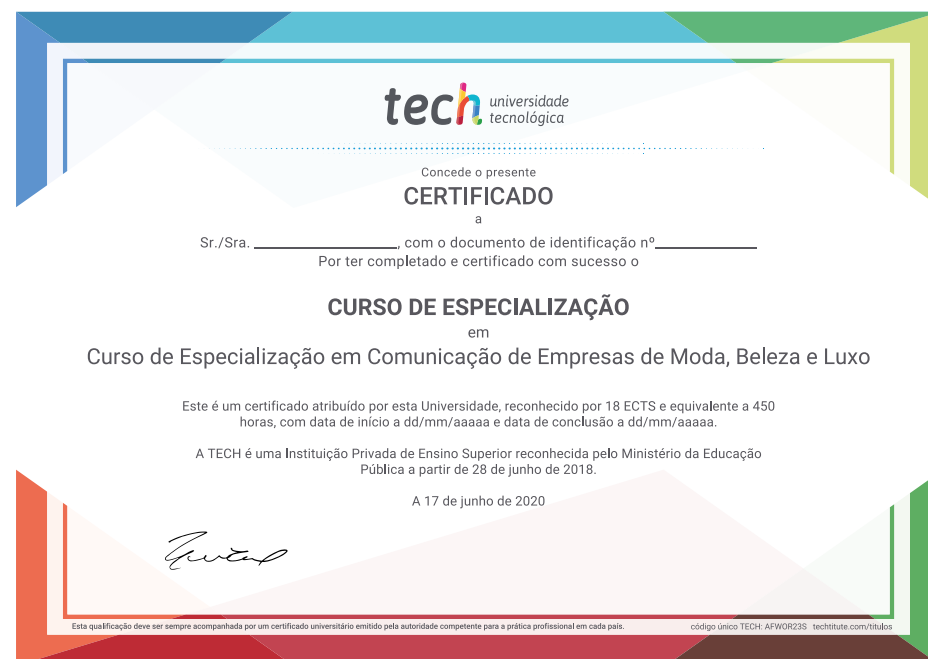 tech universidade
tecnológica
Concede o presente
CERTIFICADO
a
Sr./Sra. ________________, com o documento de identificação nº____________
Por ter completado e certificado com sucesso o
CURSO DE ESPECIALIZAÇÃO
em
Curso de Especialização em Comunicação de Empresas de Moda, Beleza e Luxo
Este é um certificado atribuído por esta Universidade, reconhecido por 18 ECTS e equivalente a 450
horas, com data de início a dd/mm/aaaaa e data de conclusão a dd/mm/aaaaa.
A TECH é uma Instituição Privada de Ensino Superior reconhecida pelo Ministério da Educação
Pública a partir de 28 de junho de 2018.
A 17 de junho de 2020
Esta qualificação deve ser sempre acompanhada por um certificado universitário emitido pela autoridade competente para a prática profissional em cada país.
código único TECH: AFWOR23S techtitute.com/titulos